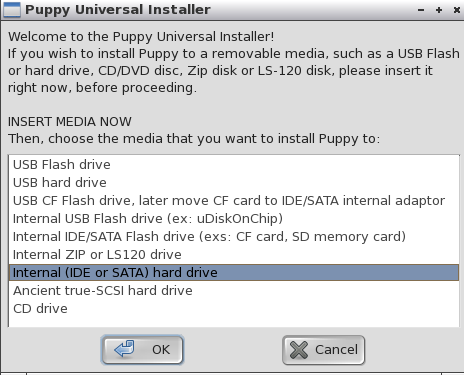 Puppy Universal Installer
Welcome to the Puppy Universal Installer!
If you wish to install Puppy to a removable media, such as a USB Flash
or hard drive, CD/DVD disc, Zip disk or LS-120 disk, please insert it
right now, before proceeding.
INSERT MEDIA NOW
Then, choose the media that you want to install Puppy to:
USB Flash drive
USB hard drive
USB CF Flash drive, later move CF card to IDE/SATA internal adaptor
Internal USB Flash drive (ex: uDiskOnChip)
Internal IDE/SATA Flash drive (exs: CF card, SD memory card)
Internal ZIP or LS120 drive
Internal (IDE or SATA) hard drive
Ancient true-SCSI hard drive
CD drive
OK Cancel